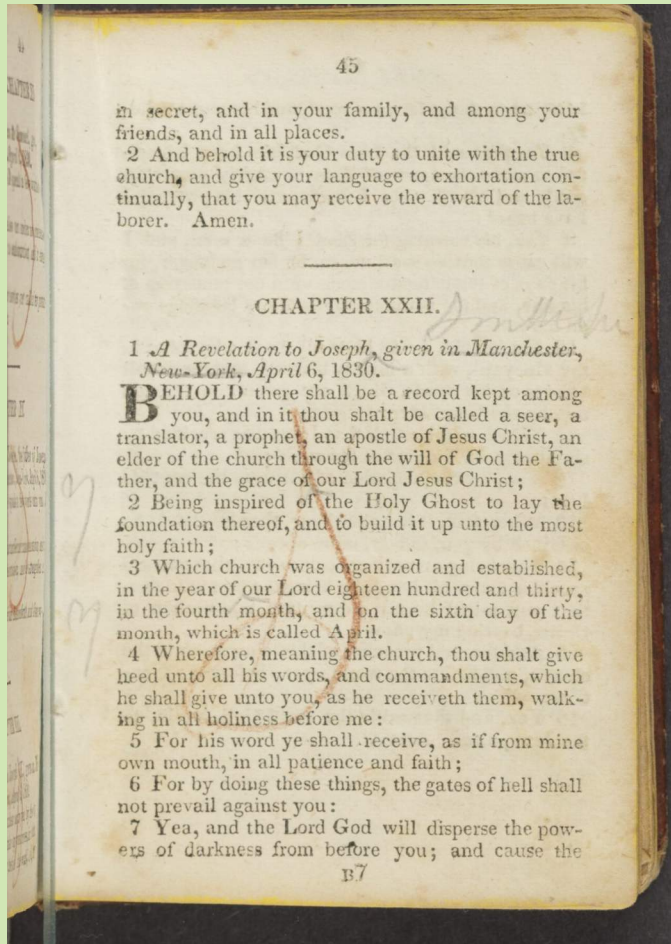 45
in secret, and in your family, and among your
friends, and in all places.
2 And behold it is your duty to unite with the true
church, and give your language to exhortation con-
tinually, that you may receive the reward of the la-
borer. Amen.
CHAPTER XXII.
1 A Revelation to Joseph, given in Manchester,
New-York, April 6, 1830.
BEHOLD there shall be a record kept among
you, and in it thou shalt be called a seer, a
translator, a prophet, an apostle of Jesus Christ, an
elder of the church through the will of God the Fa-
ther, and the grace of our Lord Jesus Christ;
2 Being inspired of the Holy Ghost to lay the
foundation thereof, and to build it up unto the most
holy faith;
3 Which church was organized and established,
in the year of our Lord eighteen hundred and thirty,
in the fourth month, and on the sixth day of the
month, which is called April.
4 Wherefore, meaning the church, thou shalt give
heed unto all his words, and commandments, which
he shall give unto you, as he receiveth them, walk-
ing in all holiness before me:
5 For his word ye shall receive, as if from mine
own mouth, in all patience and faith;
6 For by doing these things, the gates of hell shall
not prevail against you:
7 Yea, and the Lord God will disperse the pow-
ers of darkness from before you; and cause the
B7